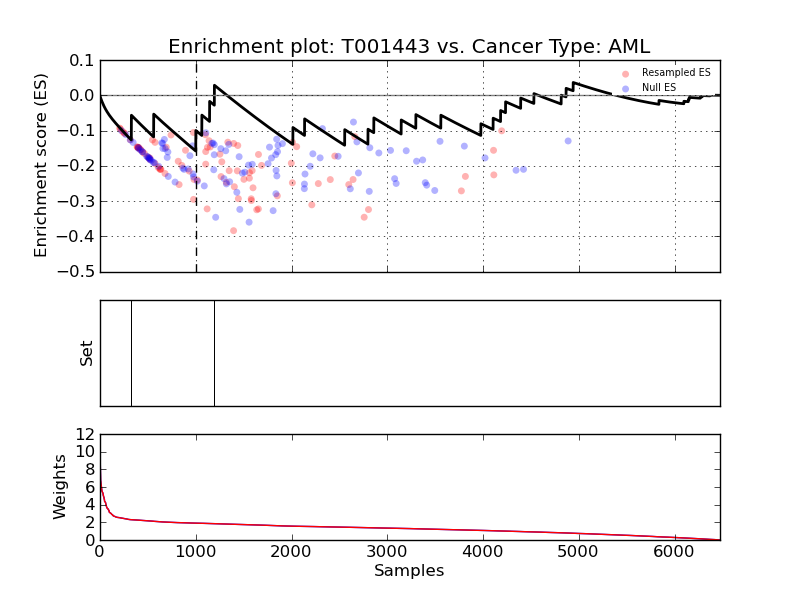 Enrichment plot: T001443 vs. Cancer Type: AML
Enrichment score (ES)
0.1
0.0
−0.1
−0.2
−0.3
−0.4
−0.5
Resampled ES
Null ES
Set
Weights
12
10
8
6
4
2
0
0 1000 2000 3000 4000 5000 6000
Samples